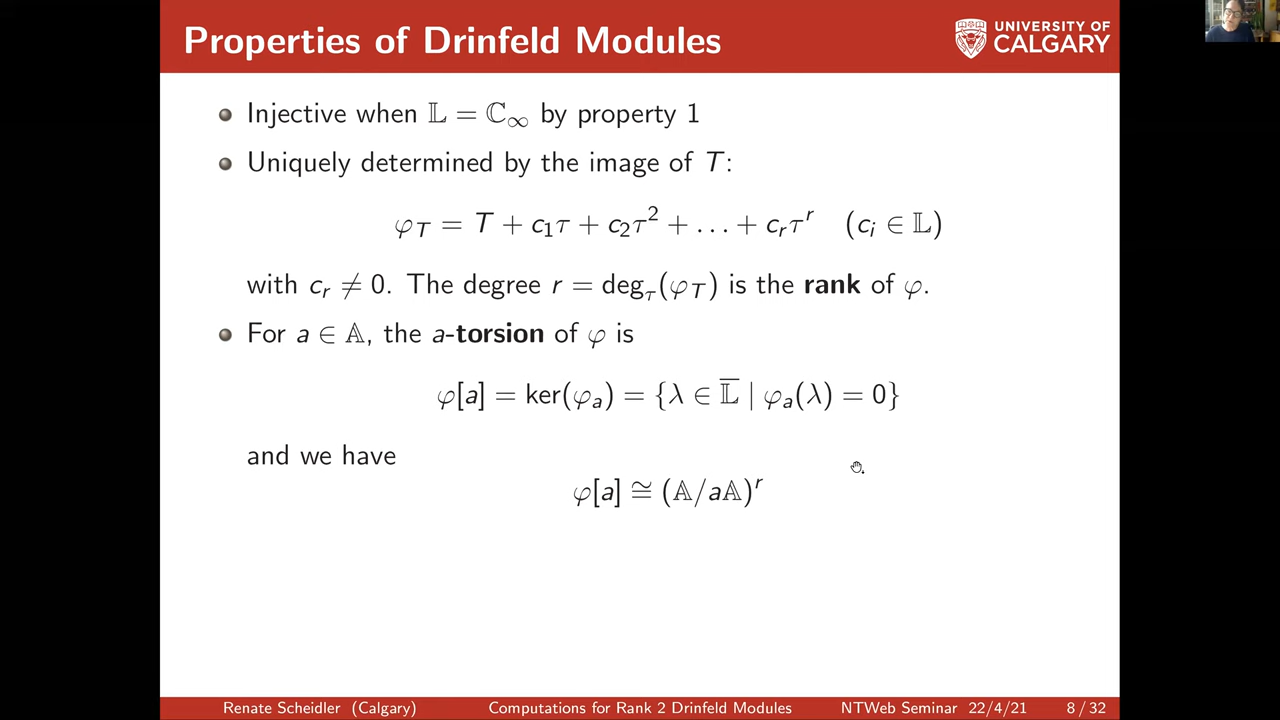 Properties of Drinfeld Modules
UNIVERSITY OF
CALGARY
Injective when 𝕃 = ℂ∞ by property 1
Uniquely determined by the image of T:
φ_T = T + c₁τ + c₂τ² + … + c_rτ^r (c_i ∈ 𝕃)
with c_r ≠ 0. The degree r = deg_τ(φ_T) is the rank of φ.
For a ∈ 𝔸, the a-torsion of φ is
φ[a] = ker(φ_a) = {λ ∈ 𝕃̅ | φ_a(λ) = 0}
and we have
φ[a] ≅ (𝔸/a𝔸)^r
Renate Scheidler (Calgary) Computations for Rank 2 Drinfeld Modules NTWeb Seminar 22/4/21 8 / 32